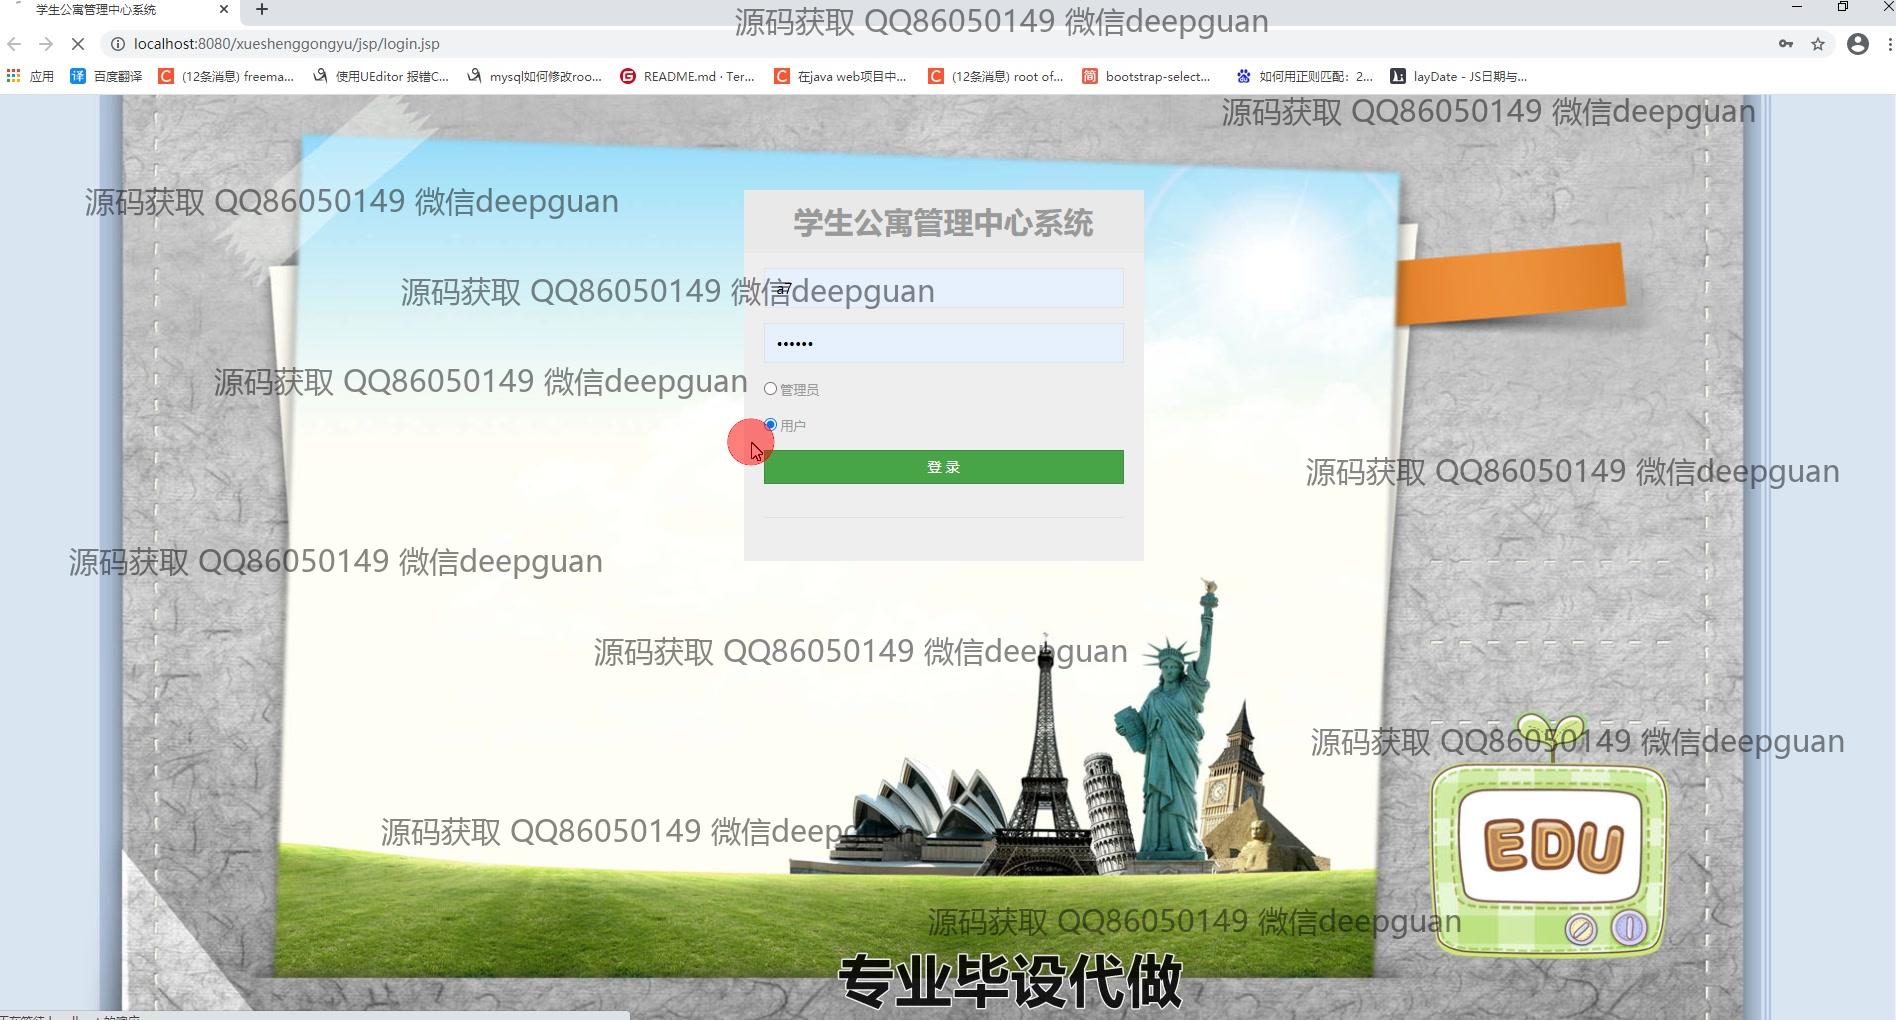 学生公寓管理中心系统
源码获取 QQ86050149 微信deepguan
localhost:8080/xueshenggongyu/jsp/login.jsp
应用
百度翻译
(12条消息) freema...
使用UEditor 报错C...
mysql如何修改roo...
README.md · Ter...
在java web项目中...
(12条消息) root of...
bootstrap-select...
如何用正则匹配：2...
layDate - JS日期与...
源码获取 QQ86050149 微信deepguan
源码获取 QQ86050149 微信deepguan
学生公寓管理中心系统
源码获取 QQ86050149 微信deepguan
a7
源码获取 QQ86050149 微信deepguan
管理员
用户
登 录
源码获取 QQ86050149 微信deepguan
源码获取 QQ86050149 微信deepguan
源码获取 QQ86050149 微信deepguan
源码获取 QQ86050149 微信deepguan
源码获取 QQ86050149 微信deepguan
EDU
源码获取 QQ86050149 微信deepguan
专业毕设代做